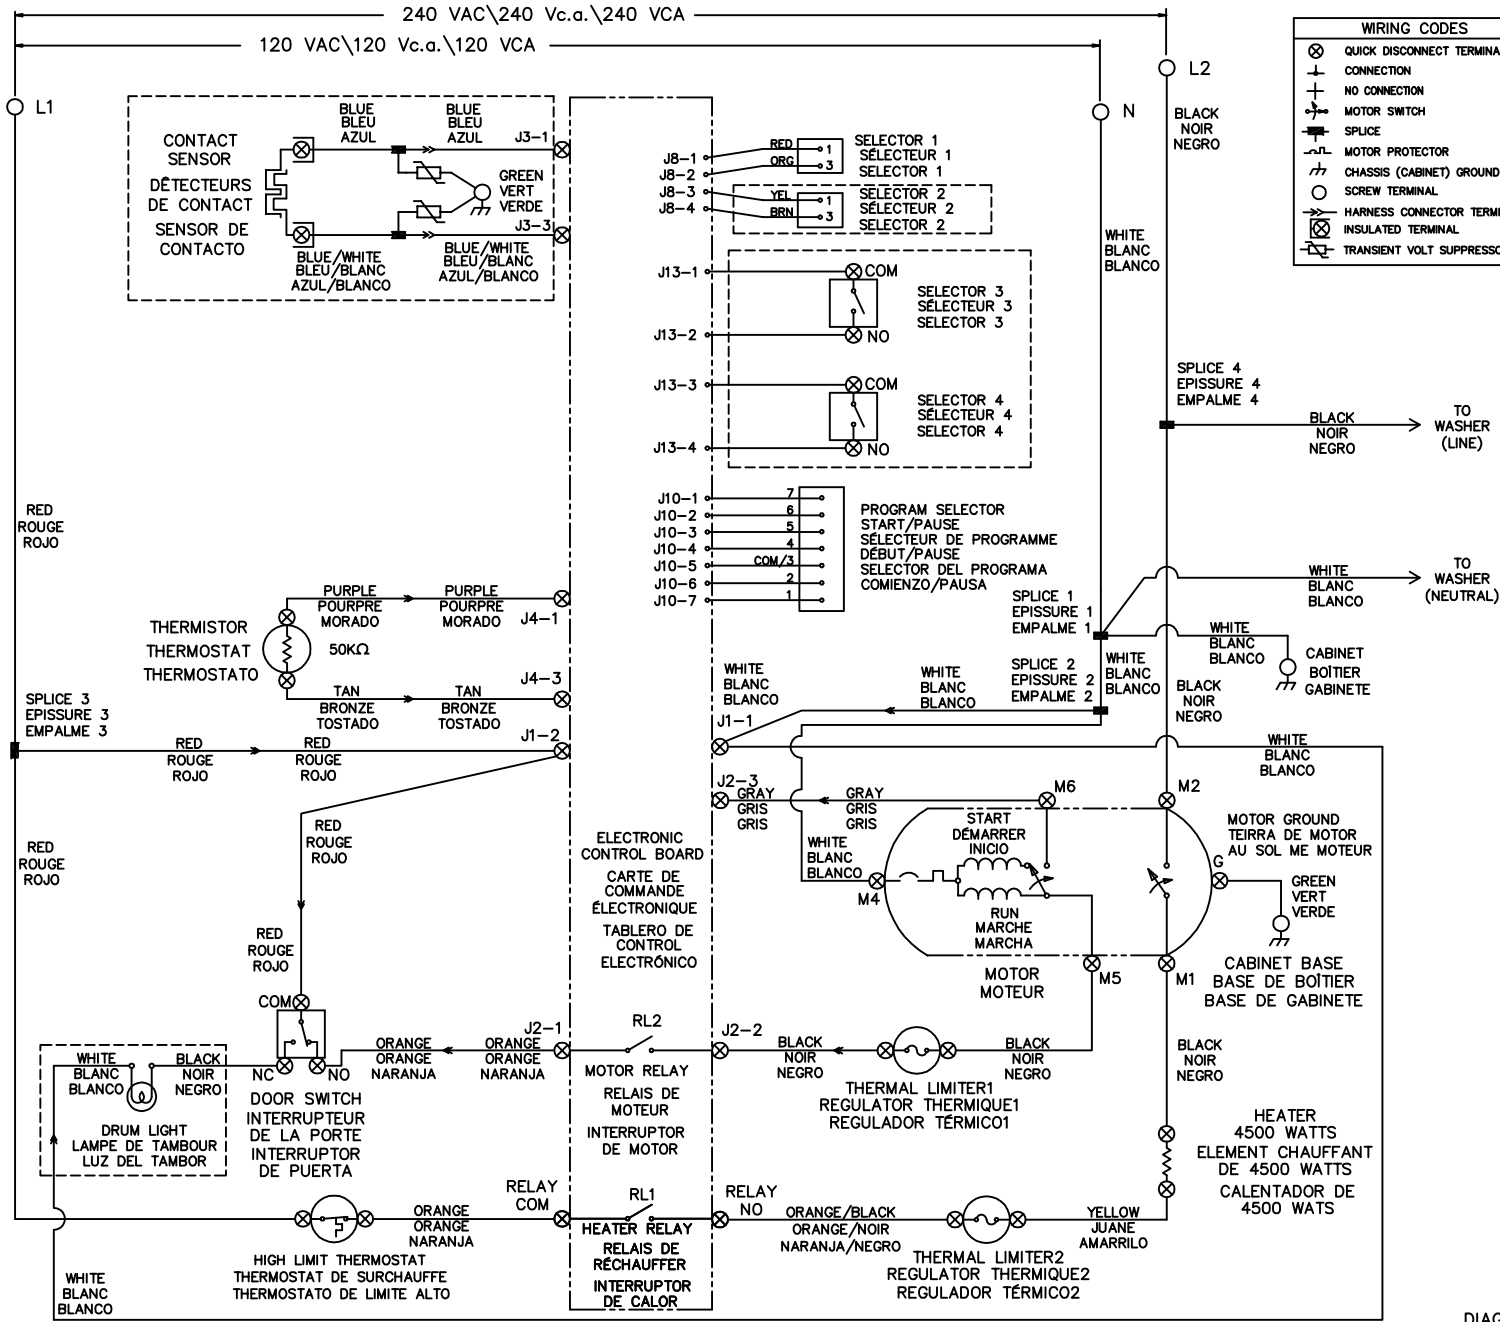 240 VAC\240 Vc.a.\240 VCA
120 VAC\120 Vc.a.\120 VCA
L1
L2
N
WIRING CODES
QUICK DISCONNECT TERMINA
CONNECTION
NO CONNECTION
MOTOR SWITCH
SPLICE
MOTOR PROTECTOR
CHASSIS (CABINET) GROUND
SCREW TERMINAL
HARNESS CONNECTOR TERMI
INSULATED TERMINAL
TRANSIENT VOLT SUPPRESSO
BLACK
NOIR
NEGRO
CONTACT
SENSOR
DÉTECTEURS
DE CONTACT
SENSOR DE
CONTACTO
BLUE
BLEU
AZUL
BLUE
BLEU
AZUL
J3-1
GREEN
VERT
VERDE
J3-3
BLUE/WHITE
BLEU/BLANC
AZUL/BLANCO
BLUE/WHITE
BLEU/BLANC
AZUL/BLANCO
J8-1
J8-2
J8-3
J8-4
RED
ORG
YEL
BRN
1
3
1
3
SELECTOR 1
SÉLECTEUR 1
SELECTOR 1
SELECTOR 2
SÉLECTEUR 2
SELECTOR 2
WHITE
BLANC
BLANCO
J13-1
COM
SELECTOR 3
SÉLECTEUR 3
SELECTOR 3
J13-2
NO
J13-3
COM
SELECTOR 4
SÉLECTEUR 4
SELECTOR 4
J13-4
NO
SPLICE 4
EPISSURE 4
EMPALME 4
BLACK
NOIR
NEGRO
TO
WASHER
(LINE)
RED
ROUGE
ROJO
J10-1
J10-2
J10-3
J10-4
J10-5
J10-6
J10-7
7
6
5
4
COM/3
2
1
PROGRAM SELECTOR
START/PAUSE
SÉLECTEUR DE PROGRAMME
DÉBUT/PAUSE
SELECTOR DEL PROGRAMA
COMIENZO/PAUSA
WHITE
BLANC
BLANCO
TO
WASHER
(NEUTRAL)
SPLICE 1
EPISSURE 1
EMPALME 1
WHITE
BLANC
BLANCO
CABINET
BOÎTIER
GABINETE
THERMISTOR
THERMOSTAT
THERMOSTATO
50KΩ
PURPLE
POURPRE
MORADO
PURPLE
POURPRE
MORADO
J4-1
TAN
BRONZE
TOSTADO
TAN
BRONZE
TOSTADO
J4-3
WHITE
BLANC
BLANCO
WHITE
BLANC
BLANCO
SPLICE 2
EPISSURE 2
EMPALME 2
WHITE
BLANC
BLANCO
BLACK
NOIR
NEGRO
SPLICE 3
EPISSURE 3
EMPALME 3
RED
ROUGE
ROJO
RED
ROUGE
ROJO
J1-2
J1-1
WHITE
BLANC
BLANCO
J2-3
GRAY
GRIS
GRIS
GRAY
GRIS
GRIS
M6
M2
START
DÉMARRER
INICIO
MOTOR GROUND
TEIRRA DE MOTOR
AU SOL ME MOTEUR
G
GREEN
VERT
VERDE
RED
ROUGE
ROJO
RED
ROUGE
ROJO
ELECTRONIC
CONTROL BOARD
CARTE DE
COMMANDE
ÉLECTRONIQUE
TABLERO DE
CONTROL
ELECTRÓNICO
WHITE
BLANC
BLANCO
M4
RUN
MARCHE
MARCHA
MOTOR
MOTEUR
M5
M1
CABINET BASE
BASE DE BOÎTIER
BASE DE GABINETE
RED
ROUGE
ROJO
COM
NC
NO
DOOR SWITCH
INTERRUPTEUR
DE LA PORTE
INTERRUPTOR
DE PUERTA
WHITE
BLANC
BLANCO
BLACK
NOIR
NEGRO
DRUM LIGHT
LAMPE DE TAMBOUR
LUZ DEL TAMBOR
ORANGE
ORANGE
NARANJA
ORANGE
ORANGE
NARANJA
J2-1
RL2
MOTOR RELAY
RELAIS DE
MOTEUR
INTERRUPTOR
DE MOTOR
J2-2
BLACK
NOIR
NEGRO
BLACK
NOIR
NEGRO
THERMAL LIMITER1
REGULATOR THERMIQUE1
REGULADOR TÉRMICO1
BLACK
NOIR
NEGRO
HEATER
4500 WATTS
ELEMENT CHAUFFANT
DE 4500 WATTS
CALENTADOR DE
4500 WATS
HIGH LIMIT THERMOSTAT
THERMOSTAT DE SURCHAUFFE
THERMOSTATO DE LIMITE ALTO
ORANGE
ORANGE
NARANJA
RELAY
COM
RL1
HEATER RELAY
RELAIS DE
RÉCHAUFFER
INTERRUPTOR
DE CALOR
RELAY
NO
ORANGE/BLACK
ORANGE/NOIR
NARANJA/NEGRO
THERMAL LIMITER2
REGULATOR THERMIQUE2
REGULADOR TÉRMICO2
YELLOW
JUANE
AMARRILO
WHITE
BLANC
BLANCO
DIAG